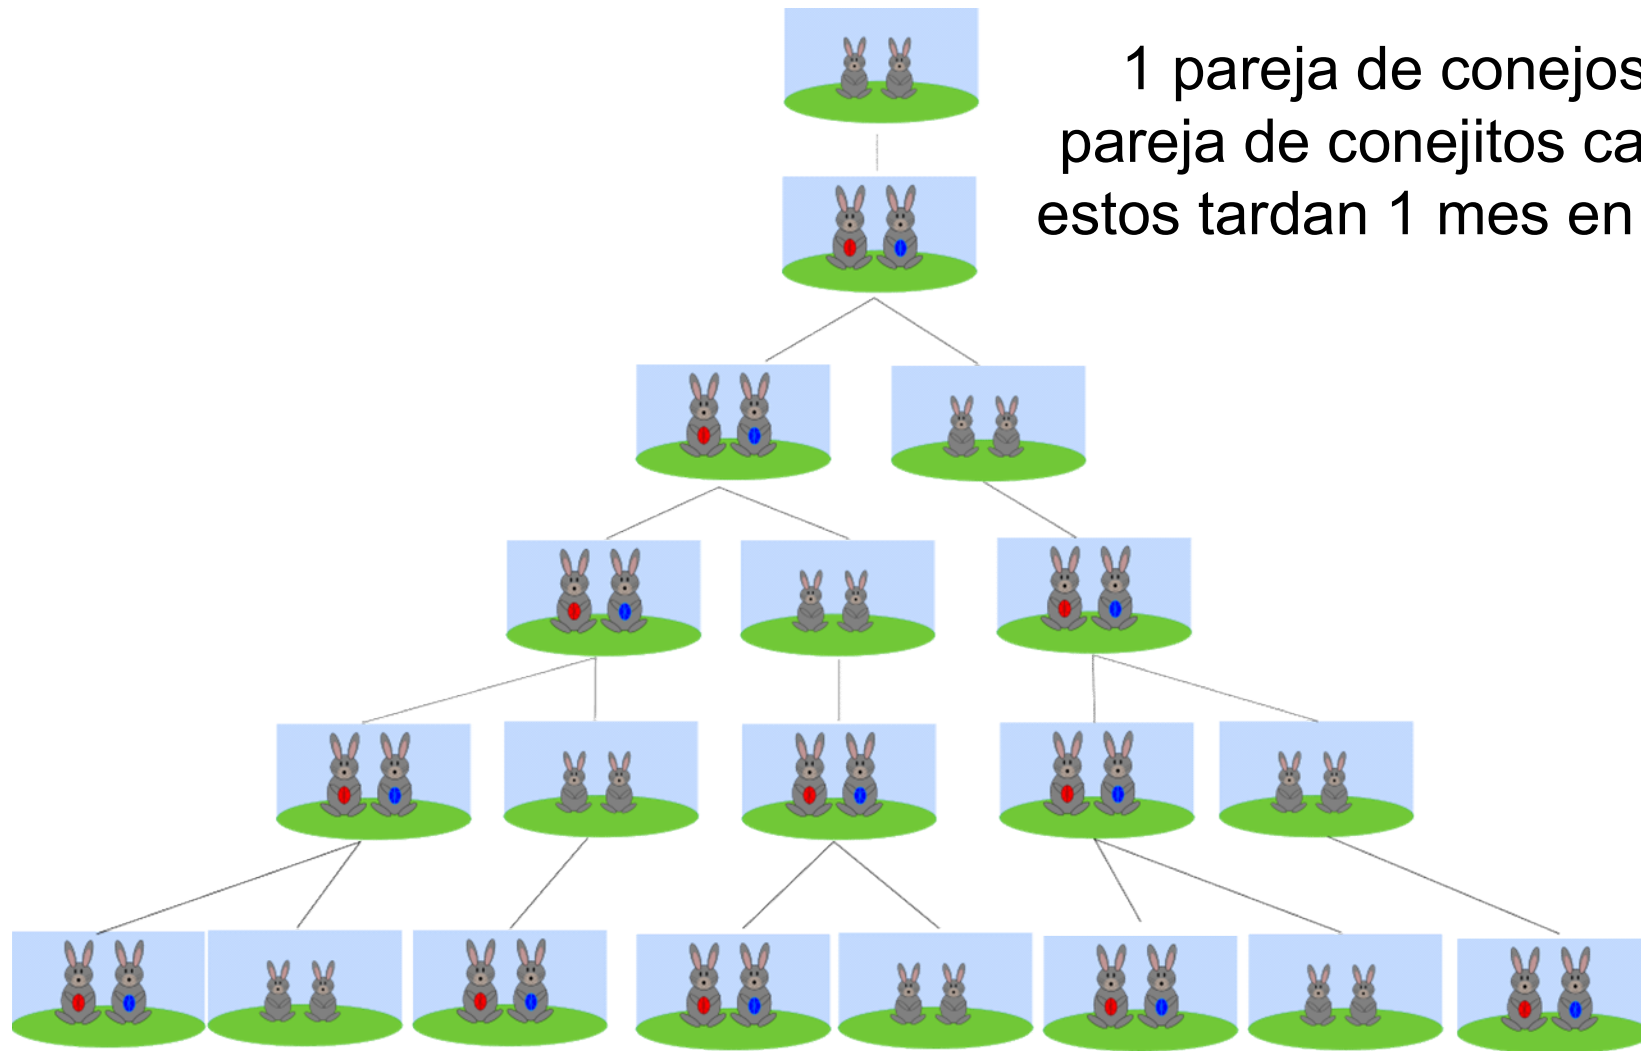 1 pareja de conejos
pareja de conejitos ca
estos tardan 1 mes en